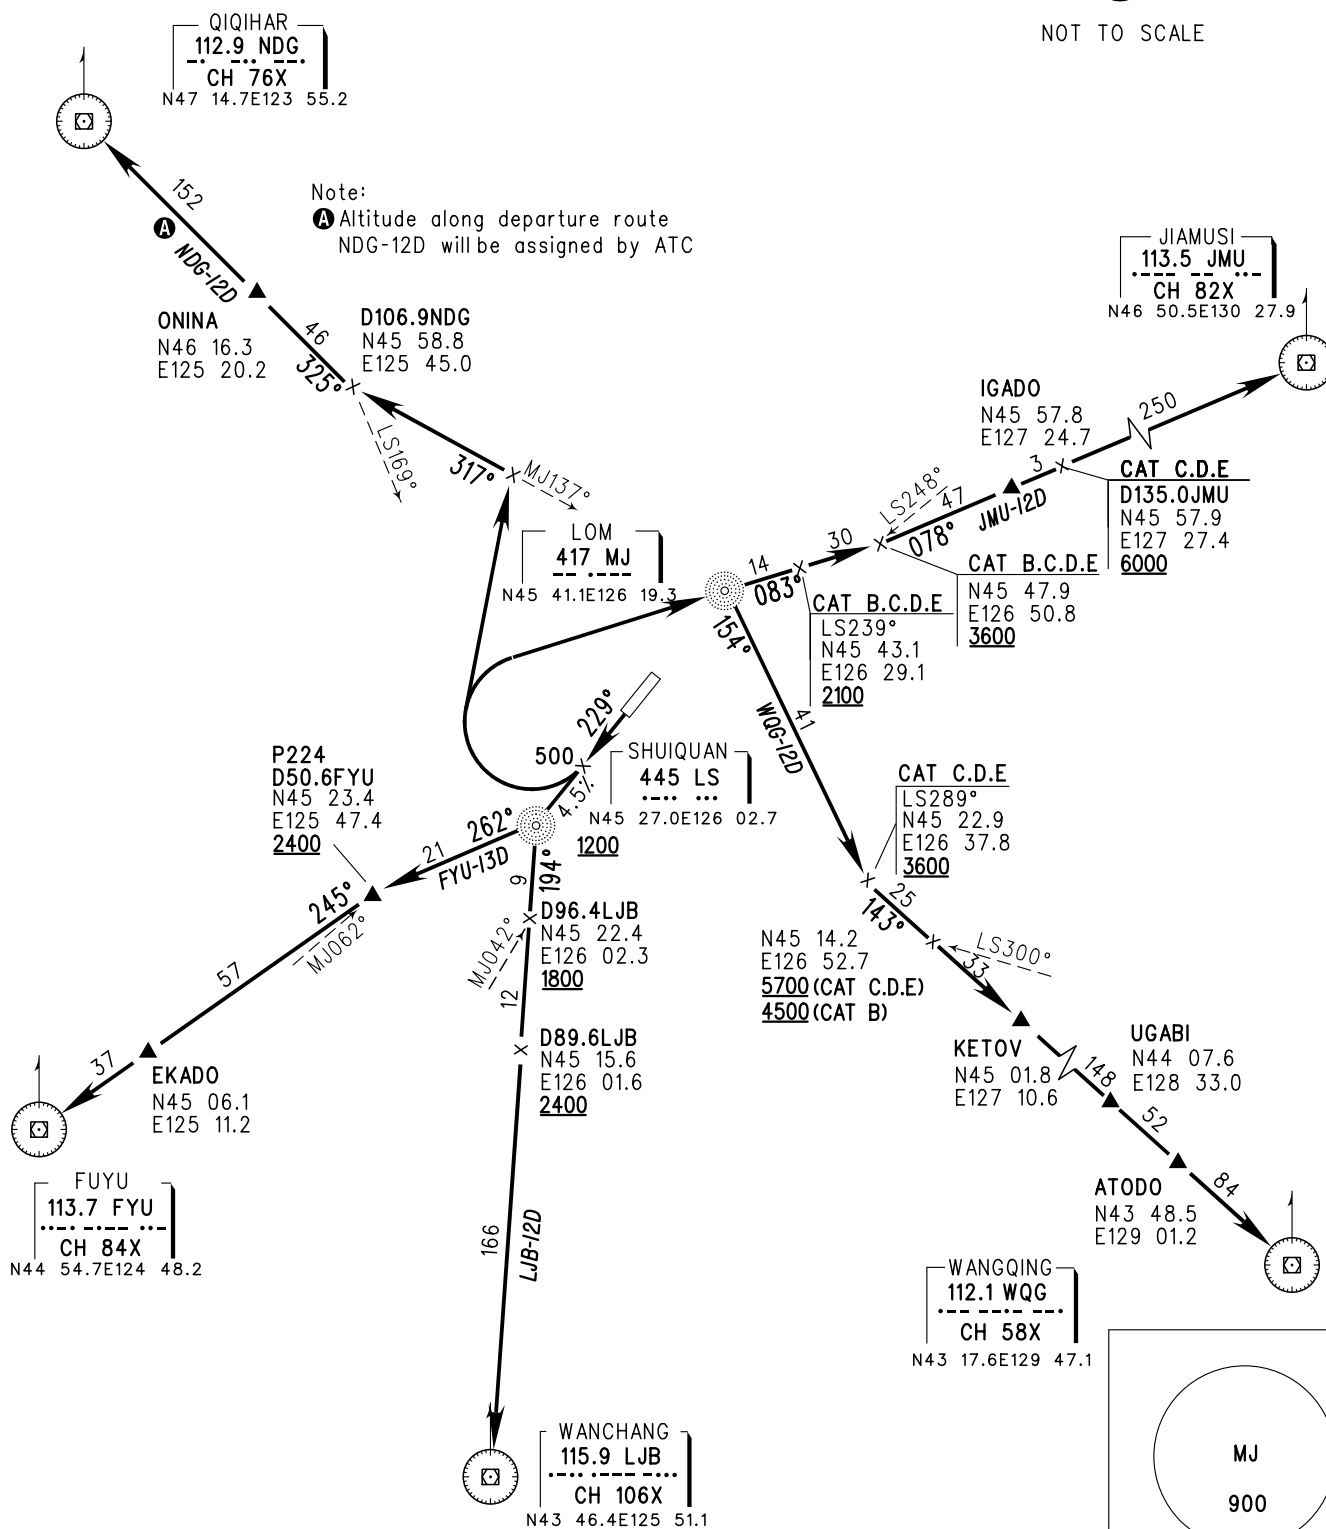 NOT TO SCALE
QIQIHAR
112.9 NDG
CH 76X
N47 14.7E123 55.2
152
A
NDG-12D
Note:
A Altitude along departure route
NDG-12D will be assigned by ATC
ONINA
N46 16.3
E125 20.2
46
325°
D106.9NDG
N45 58.8
E125 45.0
LS169°
317°
MJ137°
JIAMUSI
113.5 JMU
CH 82X
N46 50.5E130 27.9
250
IGADO
N45 57.8
E127 24.7
3
CAT C.D.E
D135.0JMU
N45 57.9
E127 27.4
6000
LS248°
47
JMU-12D
078°
CAT B.C.D.E
N45 47.9
E126 50.8
3600
LOM
417 MJ
N45 41.1E126 19.3
14
30
083°
CAT B.C.D.E
LS239°
N45 43.1
E126 29.1
2100
154°
WQG-12D
41
229°
500
4.5%
SHUIQUAN
445 LS
N45 27.0E126 02.7
1200
CAT C.D.E
LS289°
N45 22.9
E126 37.8
3600
P224
D50.6FYU
N45 23.4
E125 47.4
2400
262°
21
FYU-13D
245°
MJ062°
57
9
194°
MJ042°
D96.4LJB
N45 22.4
E126 02.3
1800
12
D89.6LJB
N45 15.6
E126 01.6
2400
25
143°
N45 14.2
E126 52.7
5700(CAT C.D.E)
4500(CAT B)
LS300°
33
KETOV
N45 01.8
E127 10.6
148
UGABI
N44 07.6
E128 33.0
52
ATODO
N43 48.5
E129 01.2
84
37
EKADO
N45 06.1
E125 11.2
FUYU
113.7 FYU
CH 84X
N44 54.7E124 48.2
166
LJB-12D
WANGQING
112.1 WQG
CH 58X
N43 17.6E129 47.1
WANCHANG
115.9 LJB
CH 106X
N43 46.4E125 51.1
MJ
900